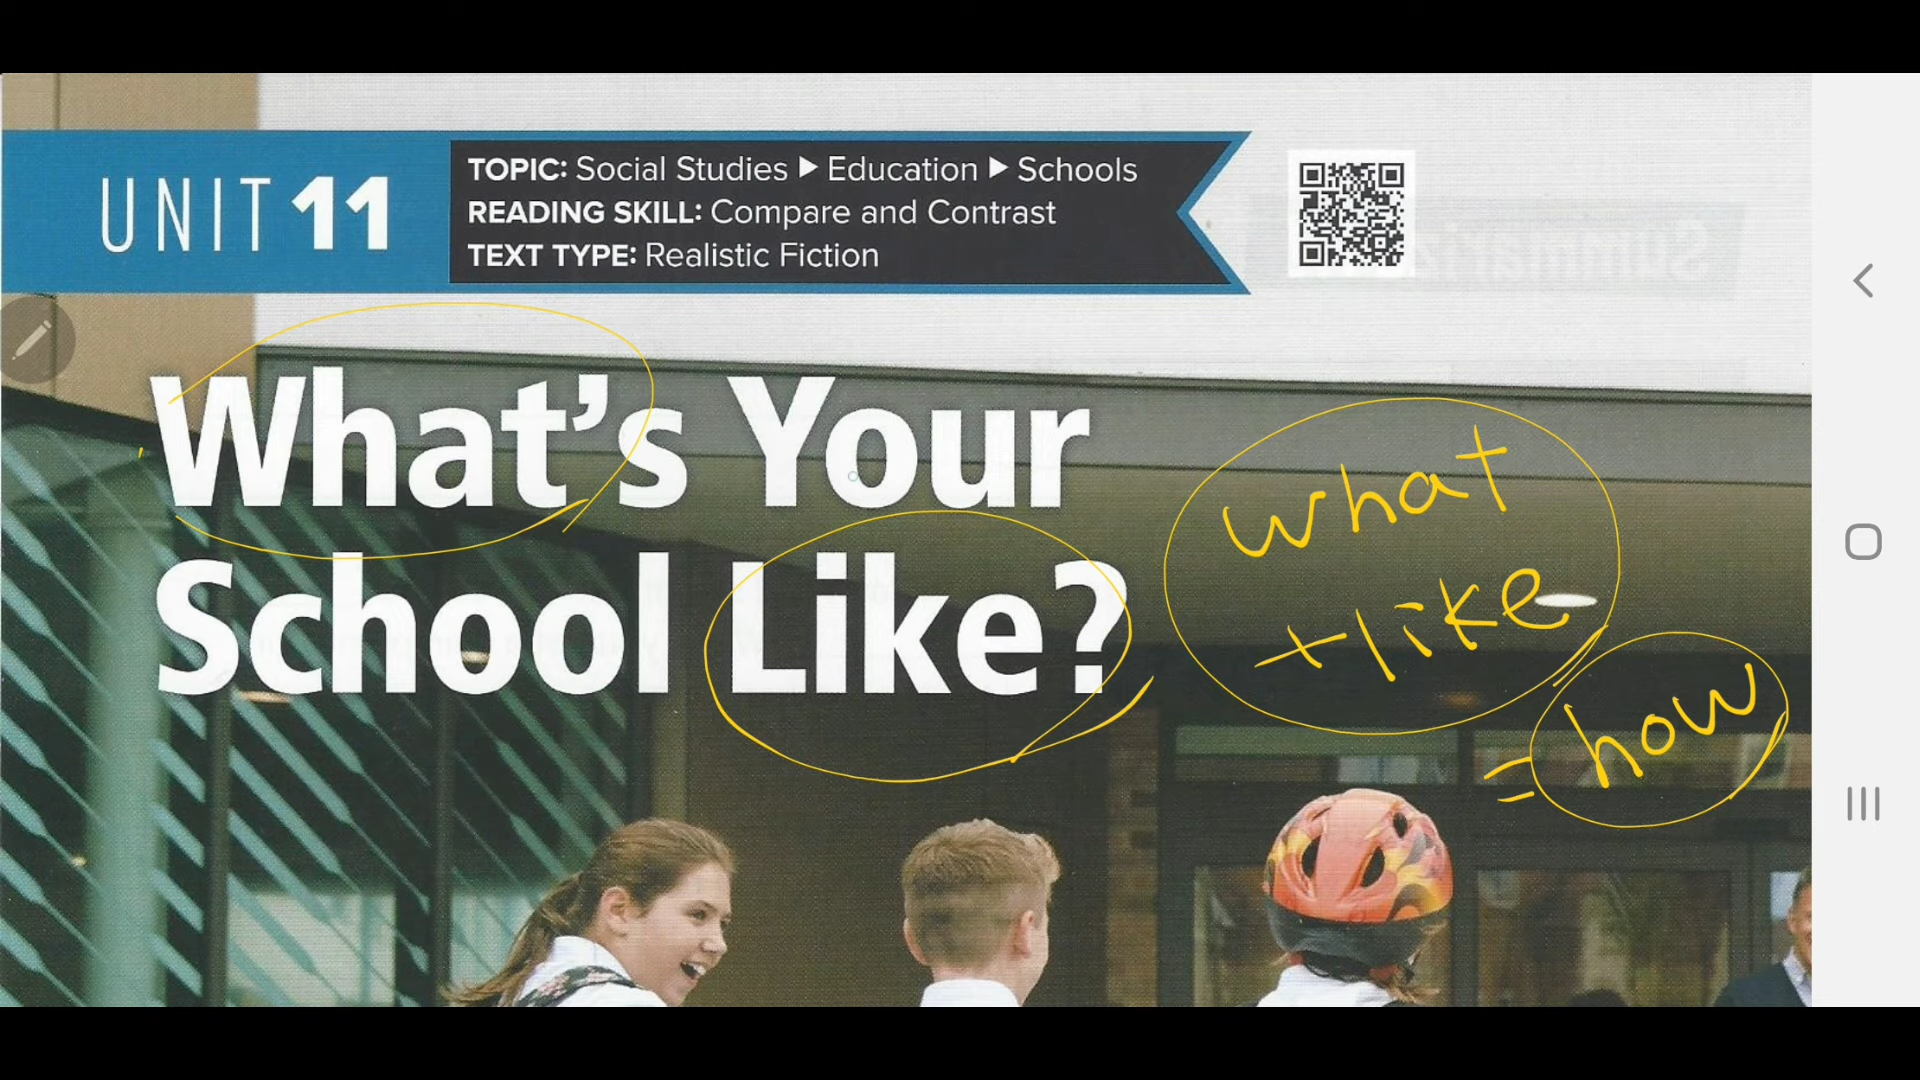 UNIT 11
TOPIC: Social Studies ▶ Education ▶ Schools
READING SKILL: Compare and Contrast
TEXT TYPE: Realistic Fiction
What's Your
School Like?
what
+like
= how